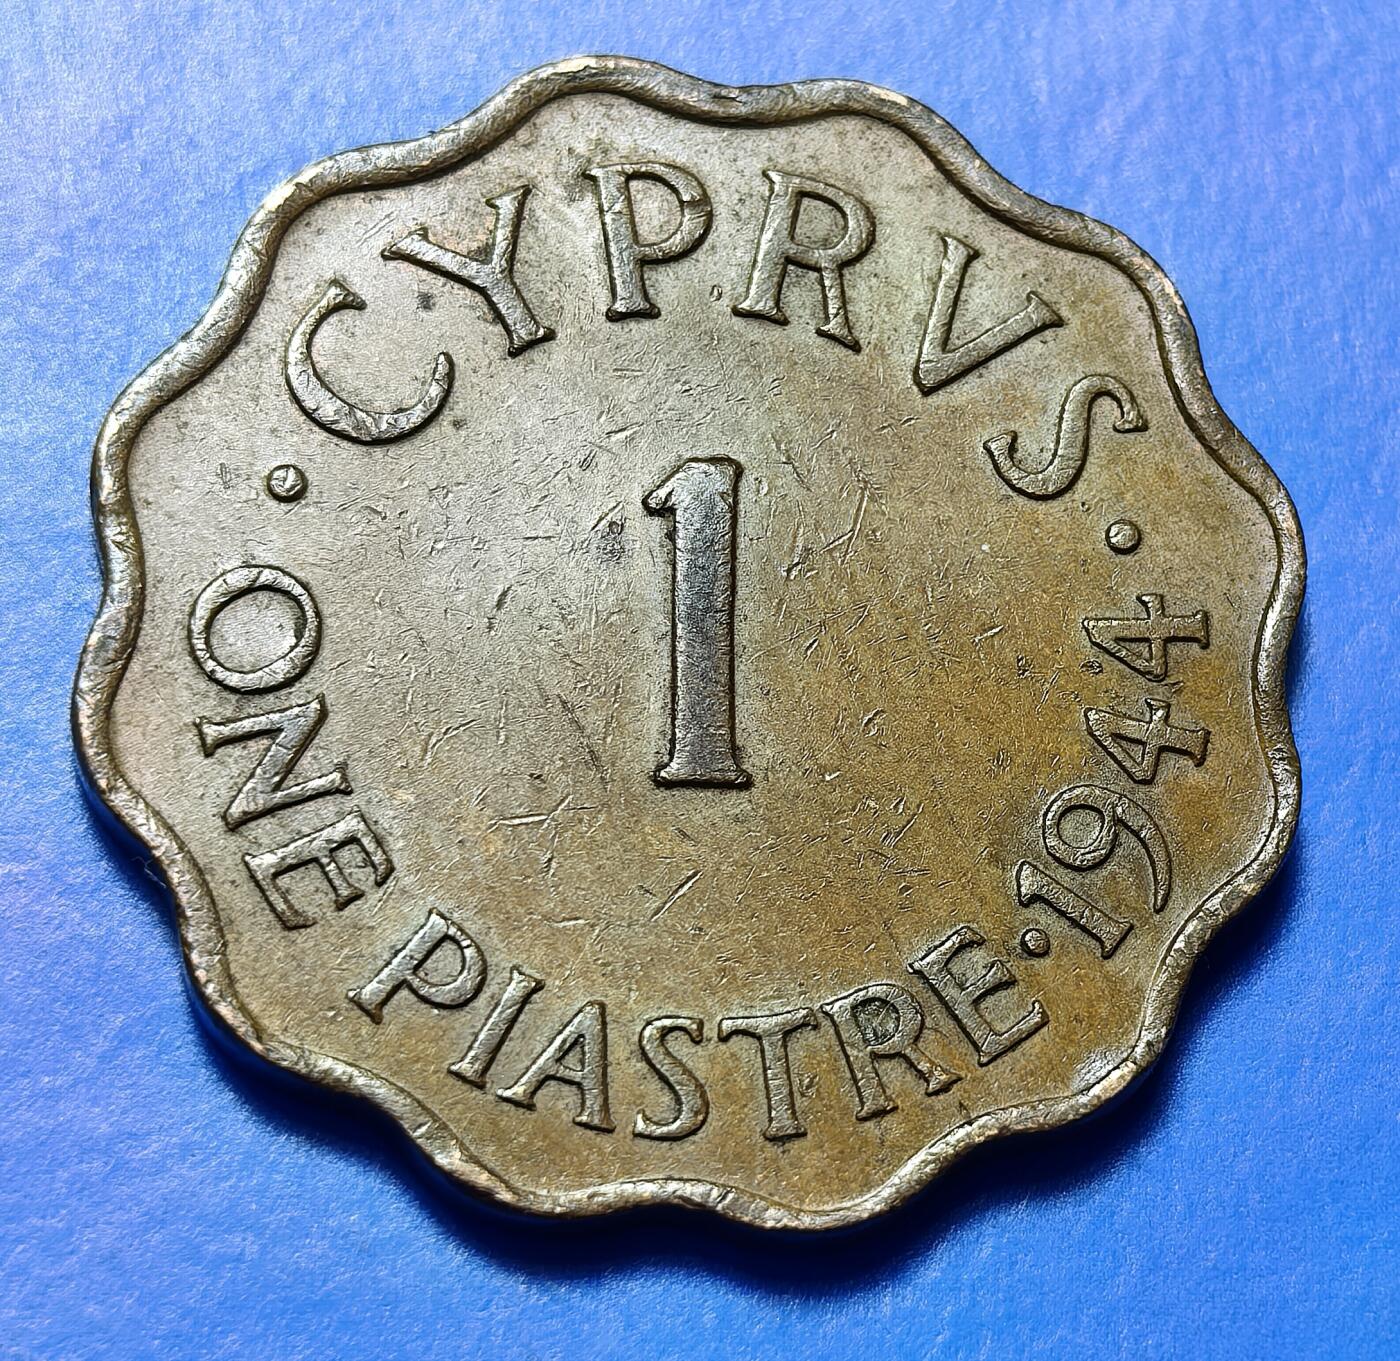 ·CYPRVS·
1
ONE PIASTRE·1944